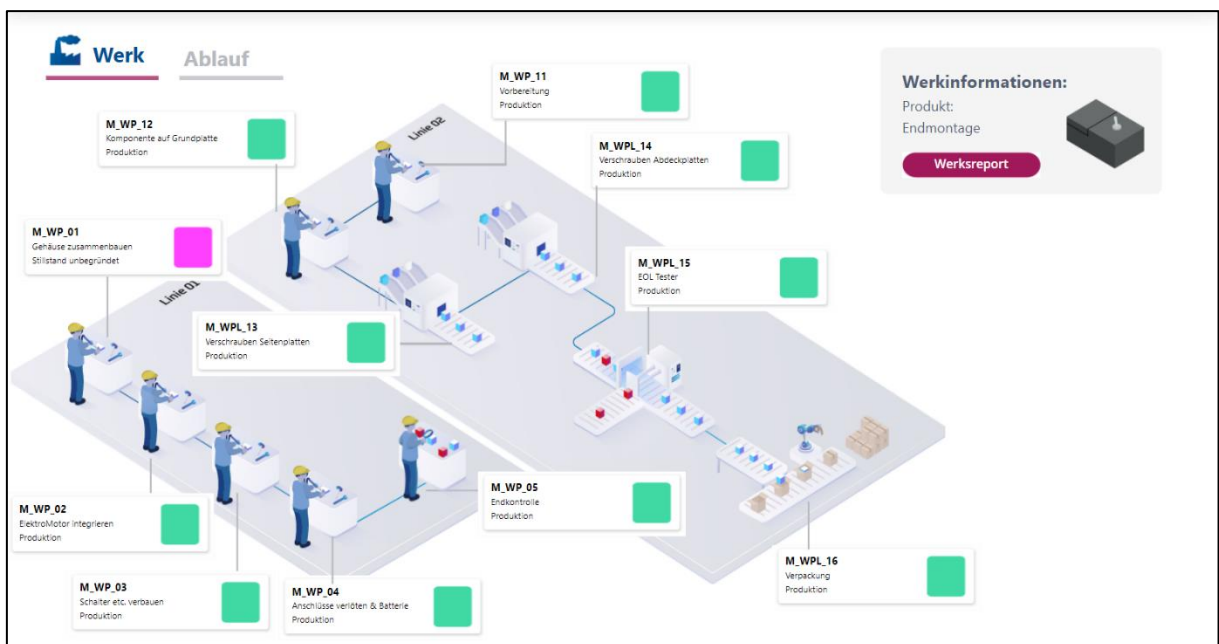 Werk
Ablauf
M_WP_11
Vorbereitung
Produktion
Werkinformationen:
Produkt:
Endmontage
Werksreport
M_WP_12
Komponente auf Grundplatte
Produktion
Linie 02
M_WPL_14
Verschrauben Abdeckplatten
Produktion
M_WP_01
Gehäuse zusammenbauen
Stillstand unbegründet
M_WPL_15
EOL Tester
Produktion
Linie 01
M_WPL_13
Verschrauben Seitenplatten
Produktion
M_WP_02
ElektroMotor integrieren
Produktion
M_WP_05
Endkontrolle
Produktion
M_WP_03
Schalter etc. verbauen
Produktion
M_WP_04
Anschlüsse verlöten & Batterie
Produktion
M_WPL_16
Verpackung
Produktion